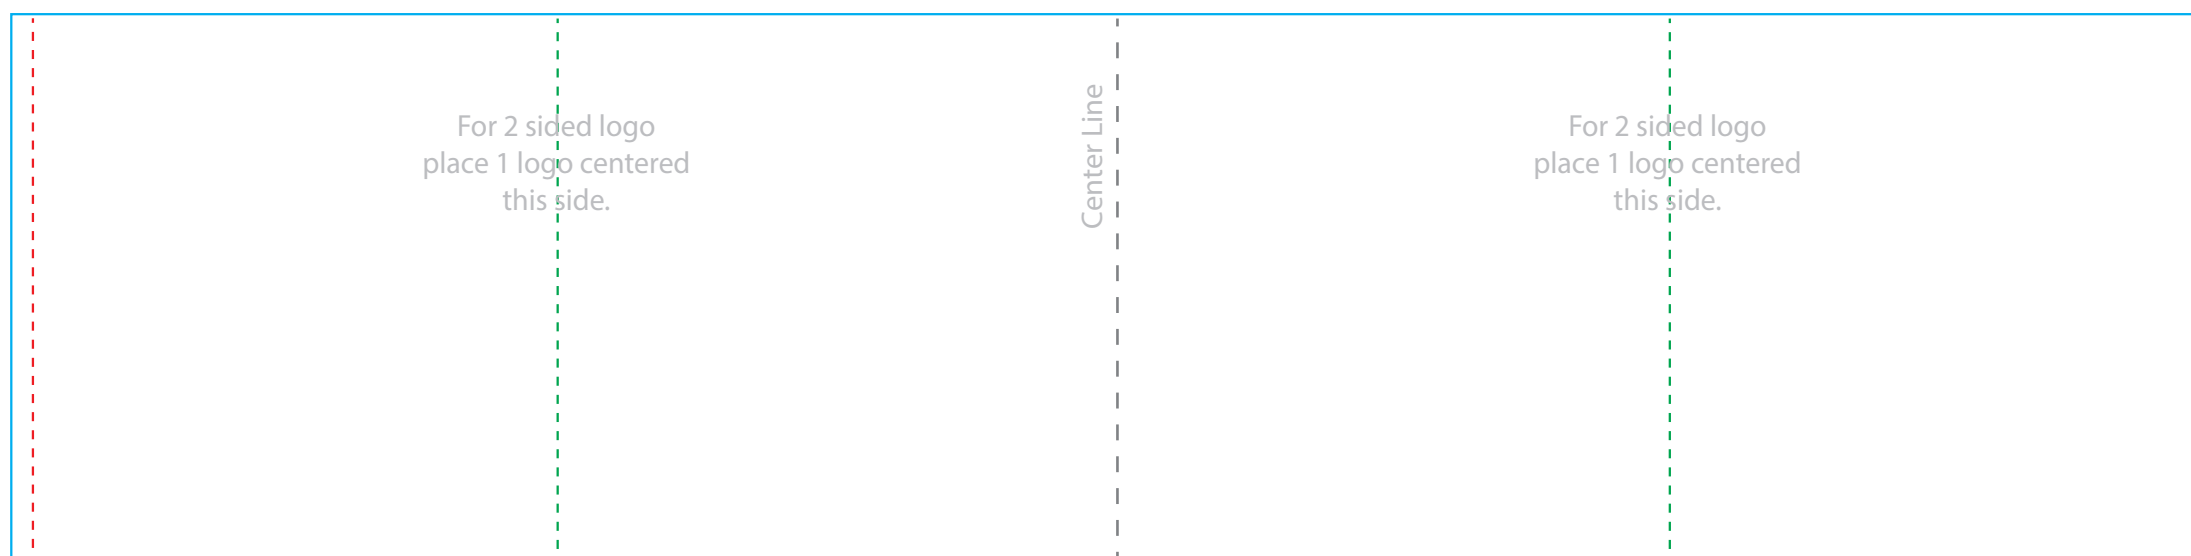 For 2 sided logo
place 1 logo centered
this side.
Center Line
For 2 sided logo
place 1 logo centered
this side.